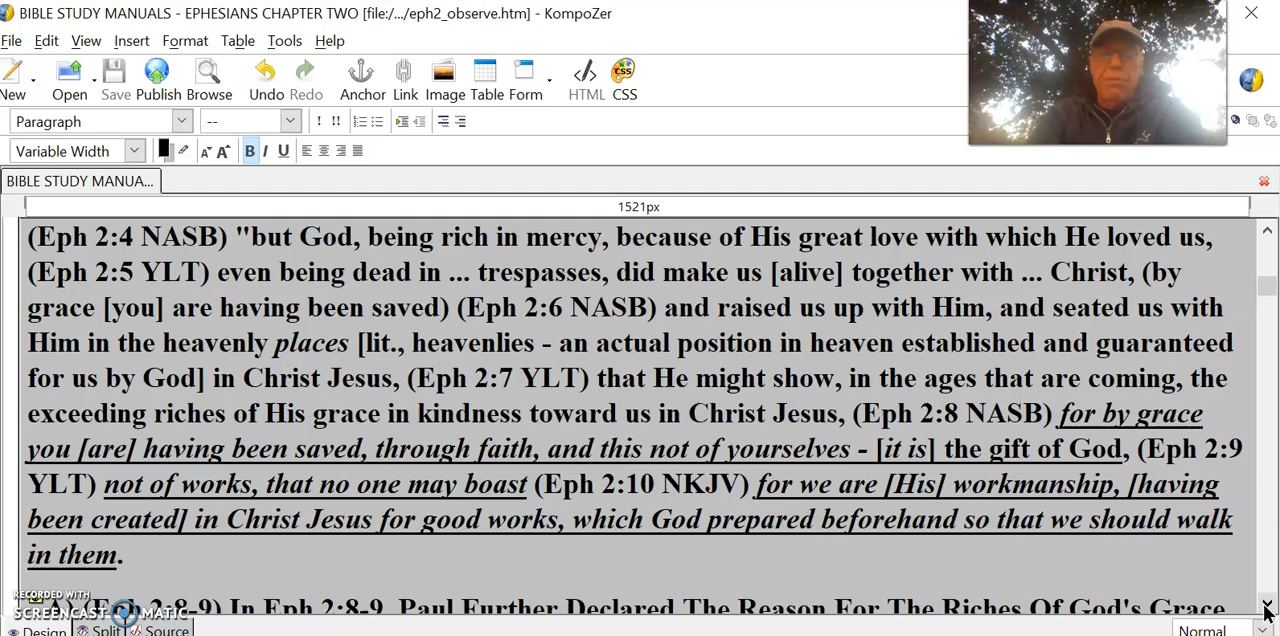 BIBLE STUDY MANUALS - EPHESIANS CHAPTER TWO [file:/.../eph2_observe.htm] - KompoZer
File Edit View Insert Format Table Tools Help
New Open Save Publish Browse Undo Redo Anchor Link Image Table Form HTML CSS
Paragraph -- ! !!
Variable Width A A B I U
BIBLE STUDY MANUA...
1521px
(Eph 2:4 NASB) "but God, being rich in mercy, because of His great love with which He loved us,
(Eph 2:5 YLT) even being dead in ... trespasses, did make us [alive] together with ... Christ, (by
grace [you] are having been saved) (Eph 2:6 NASB) and raised us up with Him, and seated us with
Him in the heavenly places [lit., heavenlies - an actual position in heaven established and guaranteed
for us by God] in Christ Jesus, (Eph 2:7 YLT) that He might show, in the ages that are coming, the
exceeding riches of His grace in kindness toward us in Christ Jesus, (Eph 2:8 NASB) for by grace
you [are] having been saved, through faith, and this not of yourselves - [it is] the gift of God, (Eph 2:9
YLT) not of works, that no one may boast (Eph 2:10 NKJV) for we are [His] workmanship, [having
been created] in Christ Jesus for good works, which God prepared beforehand so that we should walk
in them.
A) (Eph 2:8-9) In Eph 2:8-9, Paul Further Declared The Reason For The Riches Of God's Grace
RECORDED WITH
SCREENCAST MATIC
Design Split Source
Normal